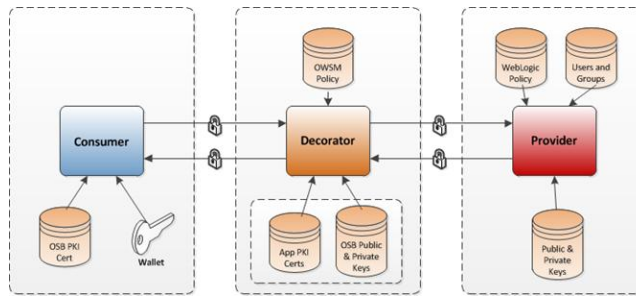 OWSM
Policy
WebLogic
Policy
Users and
Groups
Consumer
Decorator
Provider
OSB PKI
Cert
Wallet
App PKI
Certs
OSB Public
& Private
Keys
Public &
Private
Keys